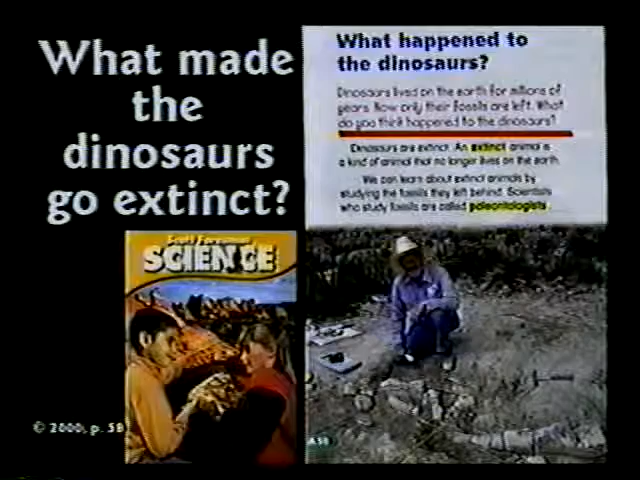 What made
the
dinosaurs
go extinct?
What happened to
the dinosaurs?
Dinosaurs lived on the earth for millions of
years. Now only their fossils are left. What
do you think happened to the dinosaurs?
Dinosaurs are extinct. An extinct animal is
a kind of animal that no longer lives on the earth.
We can learn about extinct animals by
studying the fossils they left behind. Scientists
who study fossils are called paleontologists
Scott Foresman
SCIENCE
© 2000, p. 58
A 58